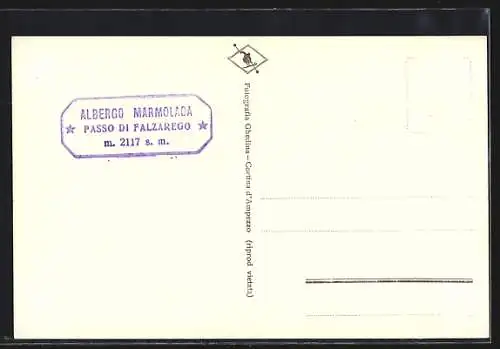 ALBERGO MARMOLADA
★ PASSO DI FALZAREGO ★
m. 2117 s. m.
Fotografia Ghedina - Cortina d'Ampezzo (riprod. vietata)